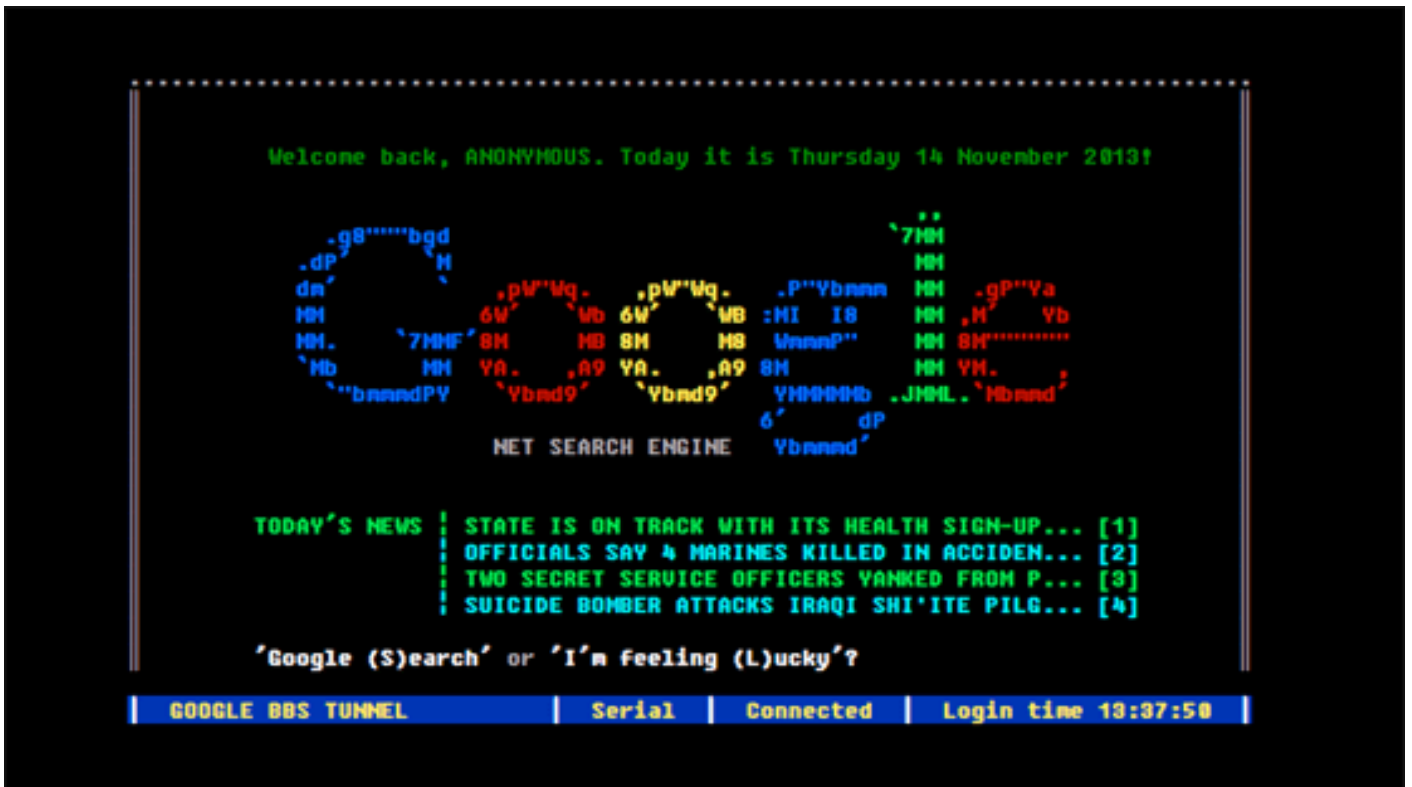 Welcome back, ANONYMOUS. Today it is Thursday 14 November 2013!
Google
NET SEARCH ENGINE
TODAY'S NEWS ¦ STATE IS ON TRACK WITH ITS HEALTH SIGN-UP... [1]
¦ OFFICIALS SAY 4 MARINES KILLED IN ACCIDEN... [2]
¦ TWO SECRET SERVICE OFFICERS YANKED FROM P... [3]
¦ SUICIDE BOMBER ATTACKS IRAQI SHI'ITE PILG... [4]
'Google (S)earch' or 'I'm feeling (L)ucky'?
GOOGLE BBS TUNNEL | Serial | Connected | Login time 13:37:50